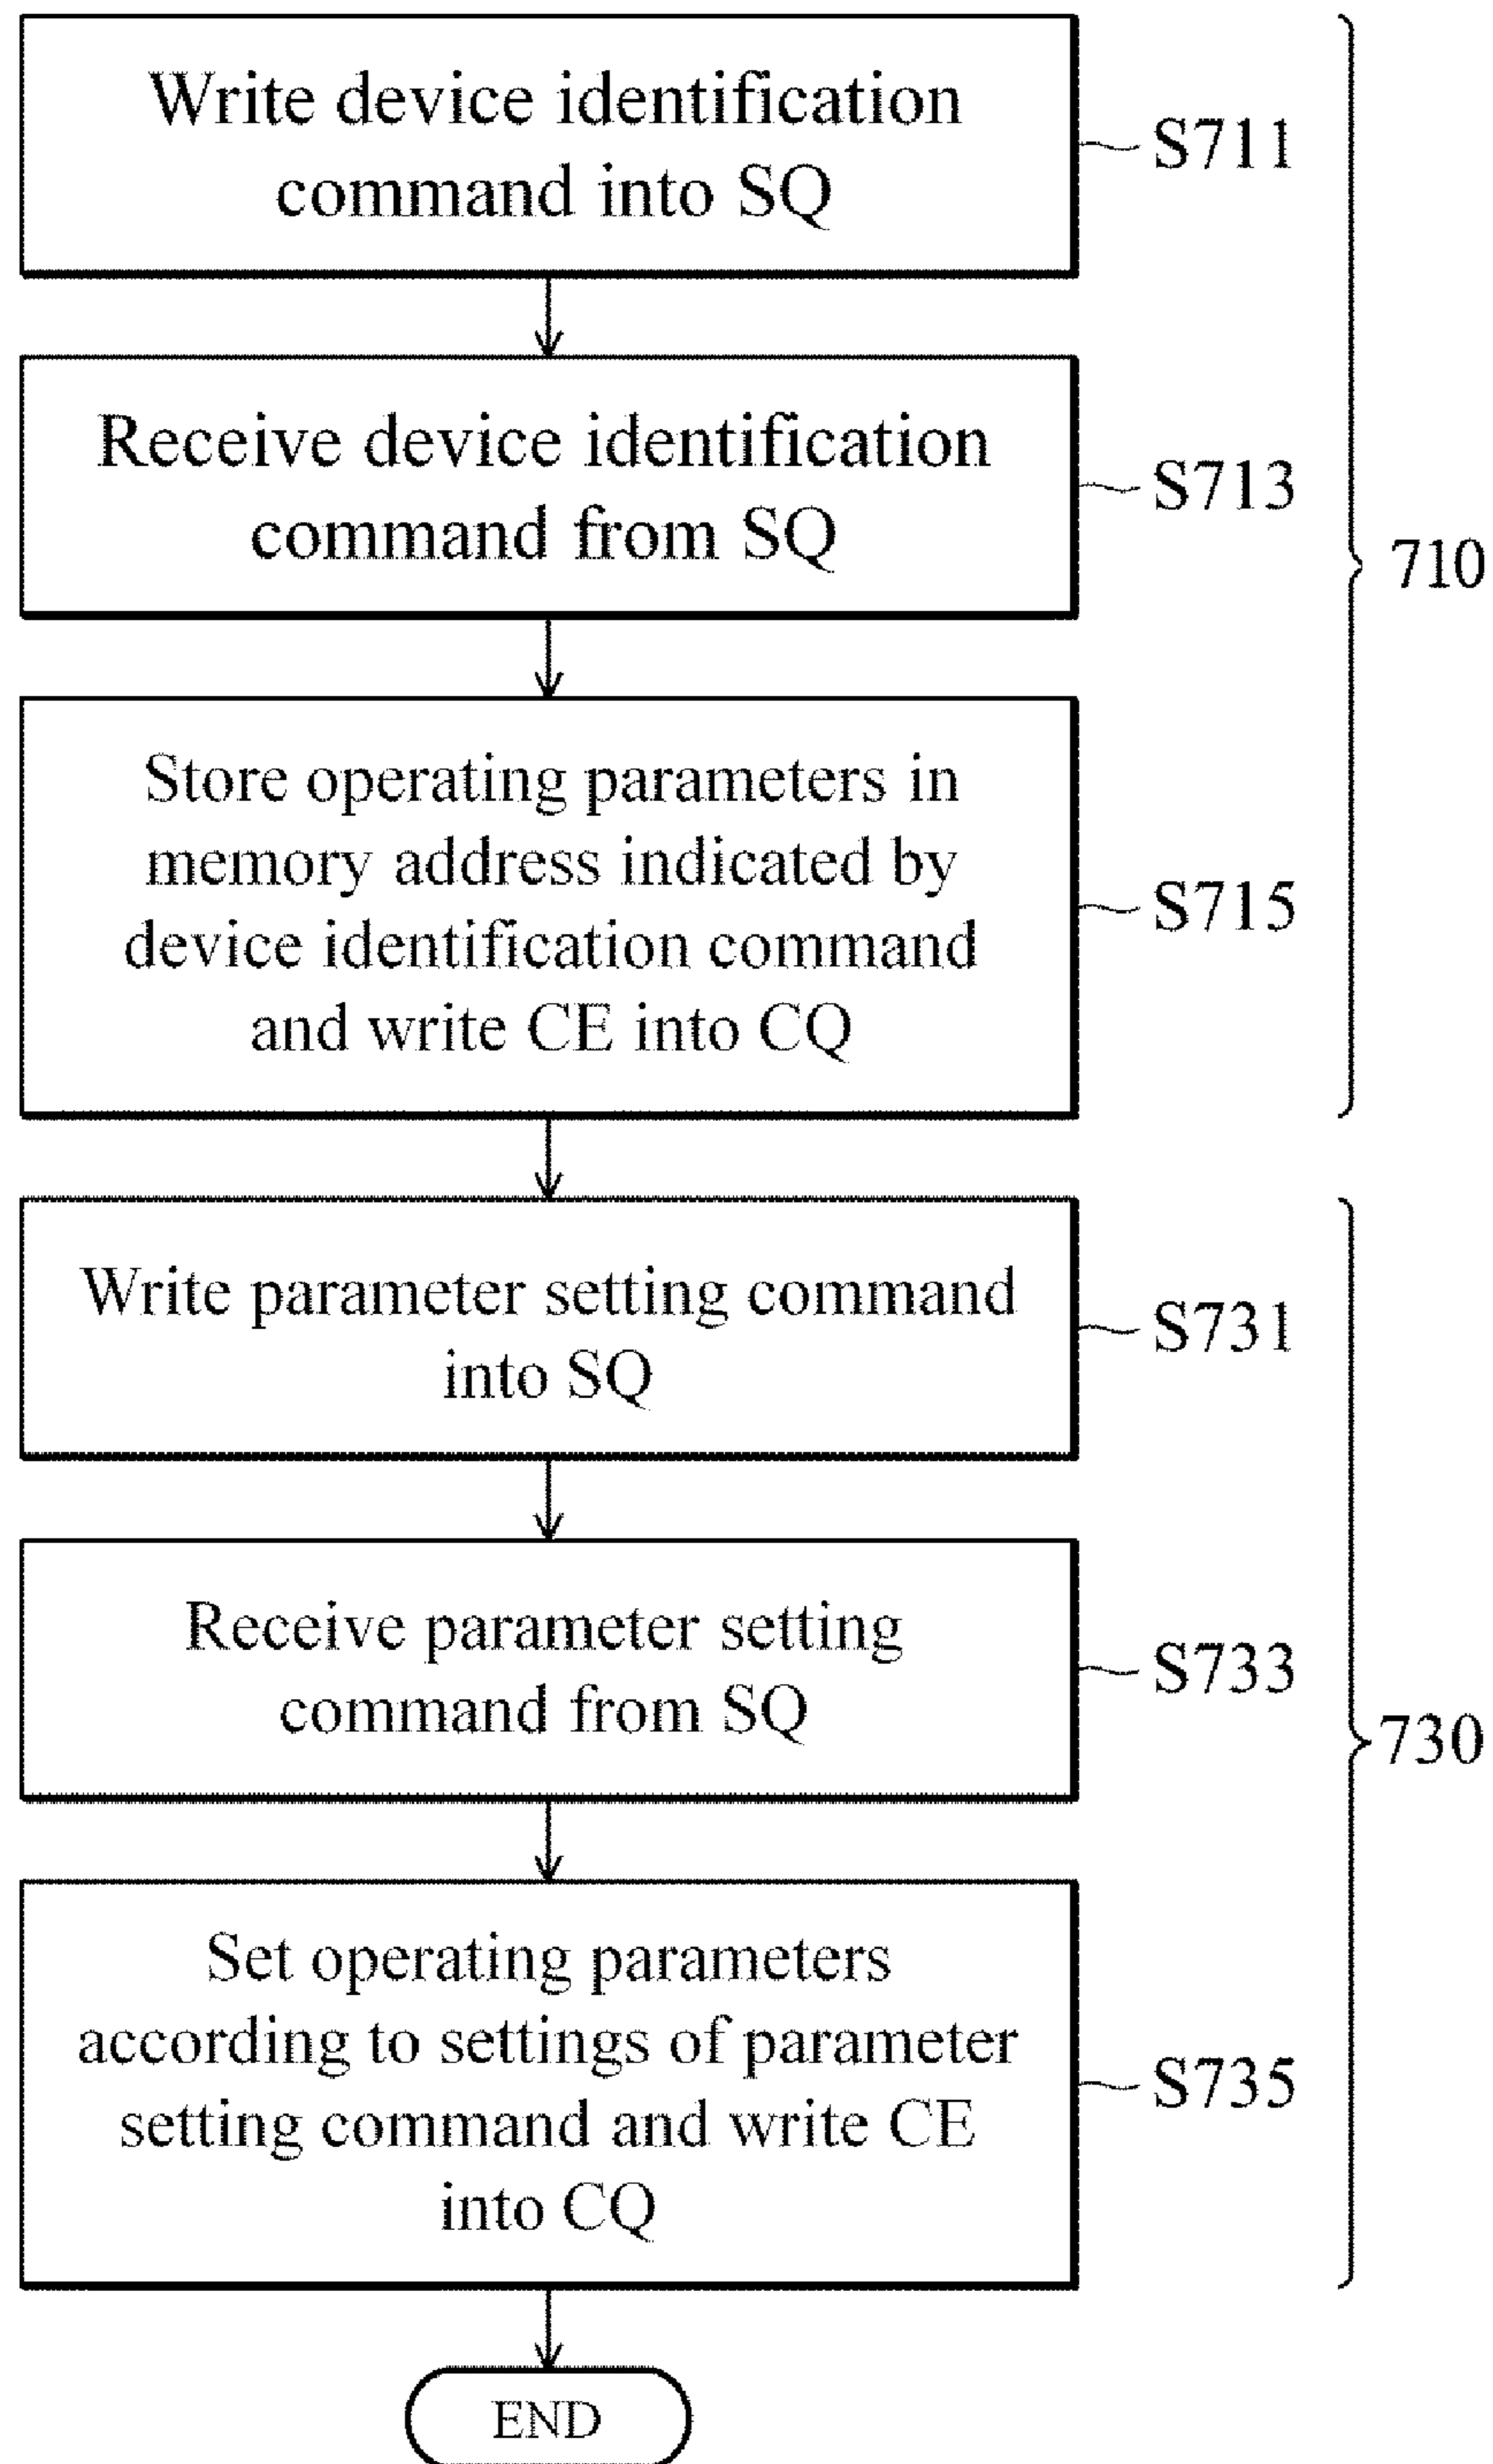 Write device identification
command into SQ
S711
Receive device identification
command from SQ
S713
710
Store operating parameters in
memory address indicated by
device identification command
and write CE into CQ
S715
Write parameter setting command
into SQ
S731
Receive parameter setting
command from SQ
S733
730
Set operating parameters
according to settings of parameter
setting command and write CE
into CQ
S735
END